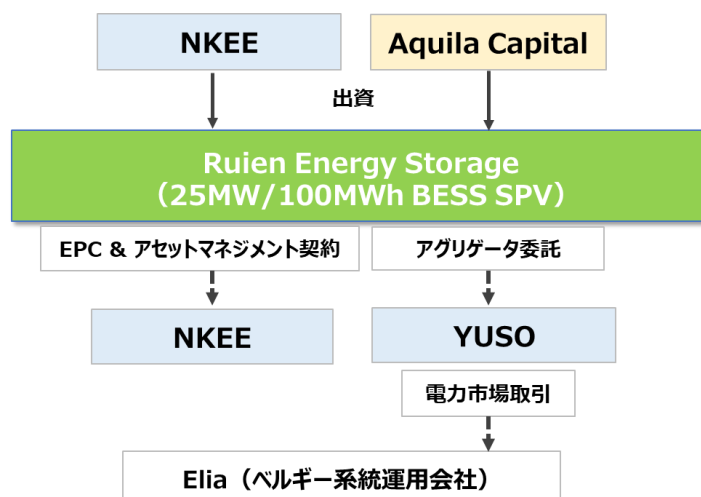 NKEE
Aquila Capital
出資
Ruien Energy Storage
（25MW/100MWh BESS SPV）
EPC & アセットマネジメント契約
アグリゲータ委託
NKEE
YUSO
電力市場取引
Elia（ベルギー系統運用会社）